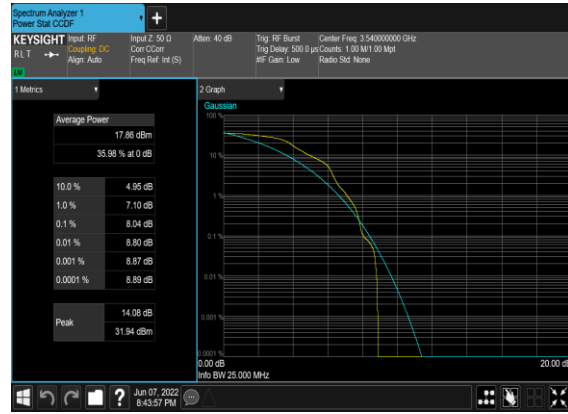 Spectrum Analyzer 1
Power Stat CCDF
KEYSIGHT
RLT
Input: RF
Coupling: DC
Align: Auto
Input Z: 50 Ω
Corr CCorr
Freq Ref: Int (S)
Atten: 40 dB
Trig: RF Burst
Trig Delay: 500.0 µs
#IF Gain: Low
Center Freq: 3.540000000 GHz
Counts: 1.00 M/1.00 Mpt
Radio Std: None
1 Metrics
Average Power
17.86 dBm
35.98 % at 0 dB
10.0 % 4.95 dB
1.0 % 7.10 dB
0.1 % 8.04 dB
0.01 % 8.80 dB
0.001 % 8.87 dB
0.0001 % 8.89 dB
Peak
14.08 dB
31.94 dBm
2 Graph
Gaussian
100 %
10 %
1 %
0.1 %
0.01 %
0.001 %
0.0001 %
0.00 dB 20.00 dB
Info BW 25.000 MHz
?
Jun 07, 2022
8:43:57 PM